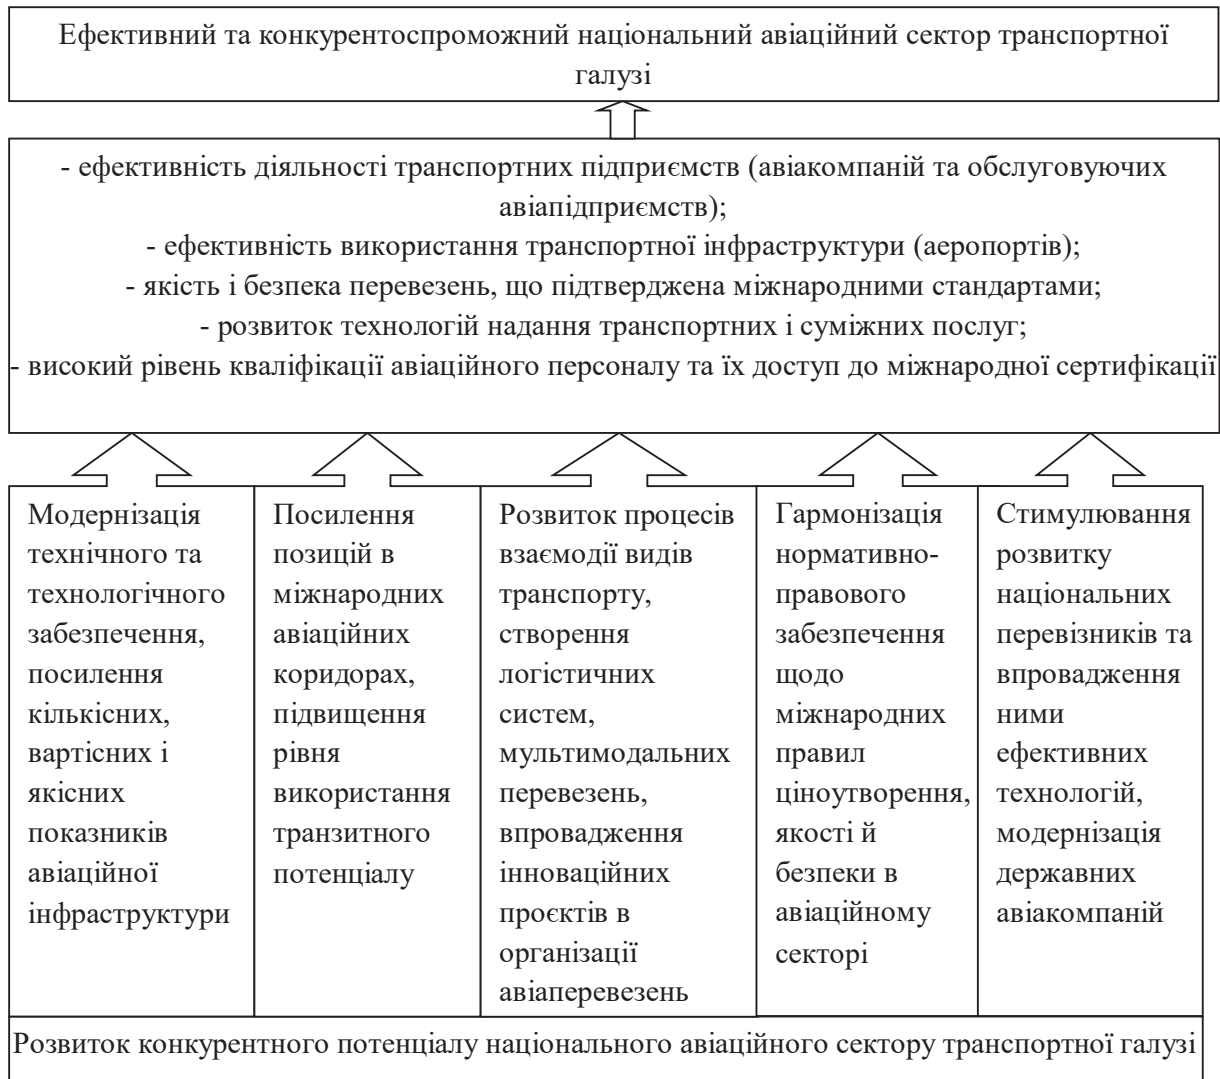 Ефективний та конкурентоспроможний національний авіаційний сектор транспортної
галузі
- ефективність діяльності транспортних підприємств (авіакомпаній та обслуговуючих
авіапідприємств);
- ефективність використання транспортної інфраструктури (аеропортів);
- якість і безпека перевезень, що підтверджена міжнародними стандартами;
- розвиток технологій надання транспортних і суміжних послуг;
- високий рівень кваліфікації авіаційного персоналу та їх доступ до міжнародної сертифікації
Модернізація
технічного та
технологічного
забезпечення,
посилення
кількісних,
вартісних і
якісних
показників
авіаційної
інфраструктури
Посилення
позицій в
міжнародних
авіаційних
коридорах,
підвищення
рівня
використання
транзитного
потенціалу
Розвиток процесів
взаємодії видів
транспорту,
створення
логістичних
систем,
мультимодальних
перевезень,
впровадження
інноваційних
проєктів в
організації
авіаперевезень
Гармонізація
нормативно-
правового
забезпечення
щодо
міжнародних
правил
ціноутворення,
якості й
безпеки в
авіаційному
секторі
Стимулювання
розвитку
національних
перевізників та
впровадження
ними
ефективних
технологій,
модернізація
державних
авіакомпаній
Розвиток конкурентного потенціалу національного авіаційного сектору транспортної галузі